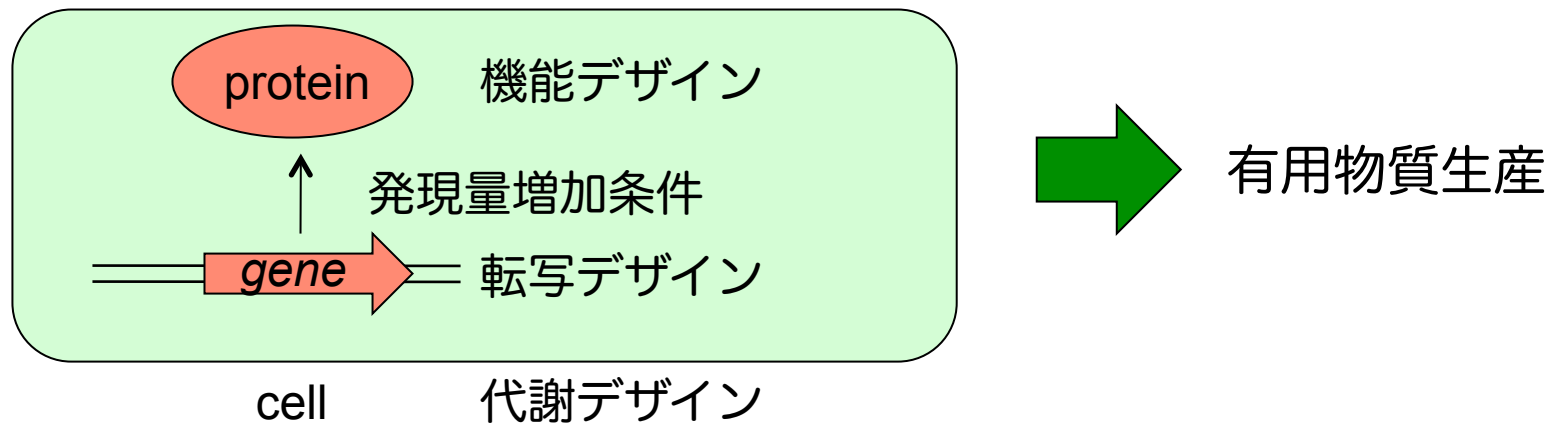 protein 機能デザイン
発現量増加条件
有用物質生産
gene 転写デザイン
cell 代謝デザイン